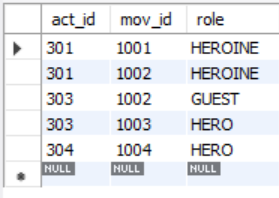 act_id mov_id role
301 1001 HEROINE
301 1002 HEROINE
303 1002 GUEST
303 1003 HERO
304 1004 HERO
NULL NULL NULL